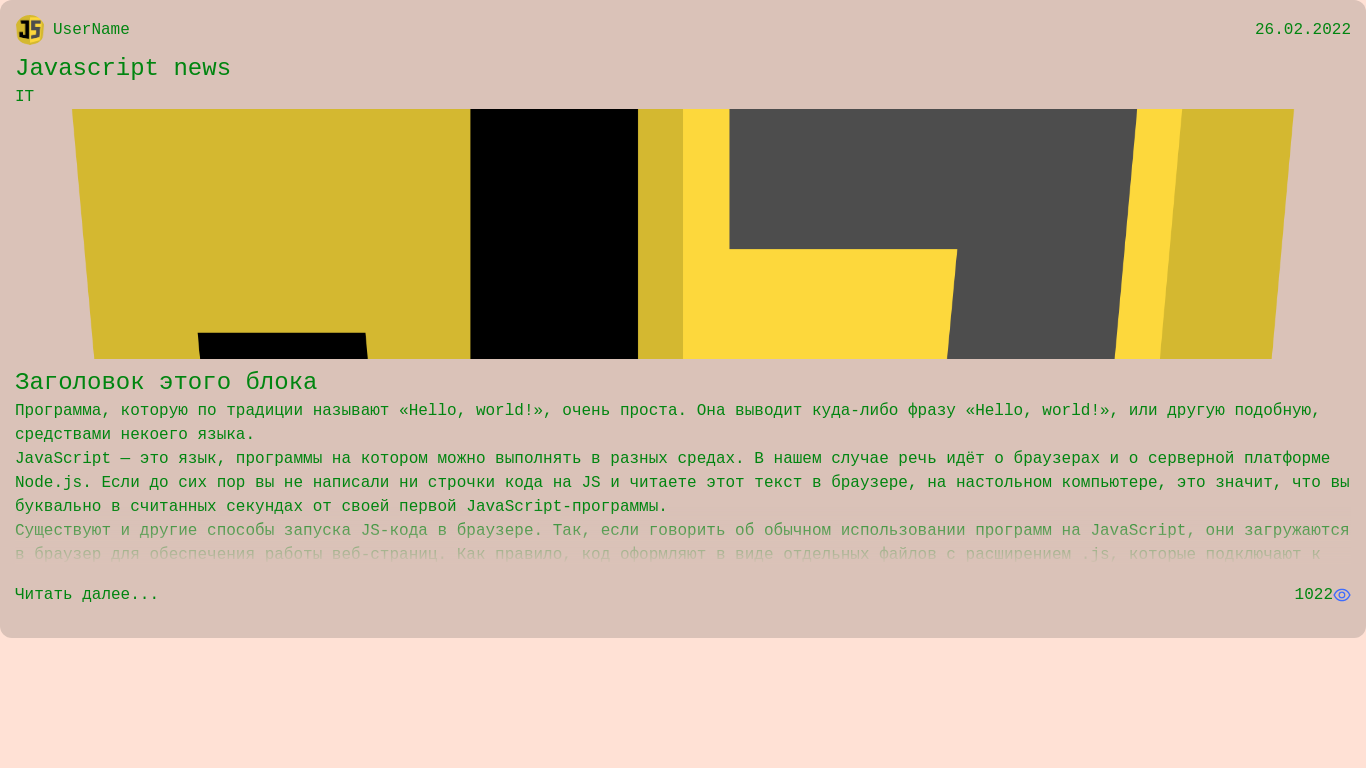 JS UserName 26.02.2022
Javascript news
IT
Заголовок этого блока
Программа, которую по традиции называют «Hello, world!», очень проста. Она выводит куда-либо фразу «Hello, world!», или другую подобную,
средствами некоего языка.
JavaScript — это язык, программы на котором можно выполнять в разных средах. В нашем случае речь идёт о браузерах и о серверной платформе
Node.js. Если до сих пор вы не написали ни строчки кода на JS и читаете этот текст в браузере, на настольном компьютере, это значит, что вы
буквально в считанных секундах от своей первой JavaScript-программы.
Существуют и другие способы запуска JS-кода в браузере. Так, если говорить об обычном использовании программ на JavaScript, они загружаются
в браузер для обеспечения работы веб-страниц. Как правило, код оформляют в виде отдельных файлов с расширением .js, которые подключают к
Читать далее... 1022